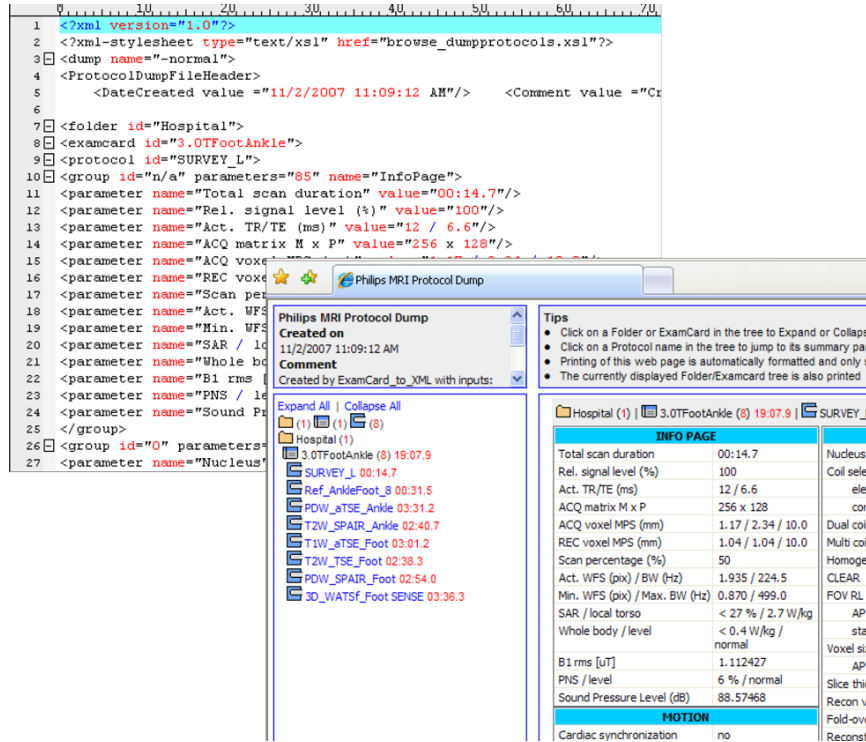 0 10 20 30 40 50 60 70
1 <?xml version="1.0"?>
2 <?xml-stylesheet type="text/xsl" href="browse_dumpprotocols.xsl"?>
3 <dump name="-normal">
4 <ProtocolDumpFileHeader>
5 <DateCreated value ="11/2/2007 11:09:12 AM"/> <Comment value ="Cr
6
7 <folder id="Hospital">
8 <examcard id="3.0TFootAnkle">
9 <protocol id="SURVEY_L">
10 <group id="n/a" parameters="85" name="InfoPage">
11 <parameter name="Total scan duration" value="00:14.7"/>
12 <parameter name="Rel. signal level (%)" value="100"/>
13 <parameter name="Act. TR/TE (ms)" value="12 / 6.6"/>
14 <parameter name="ACQ matrix M x P" value="256 x 128"/>
15 <parameter name="ACQ voxe
16 <parameter name="REC voxe
17 <parameter name="Scan per
18 <parameter name="Act. WFS
19 <parameter name="Min. WFS
20 <parameter name="SAR / lo
21 <parameter name="Whole bo
22 <parameter name="B1 rms [
23 <parameter name="PNS / le
24 <parameter name="Sound Pr
25 </group>
26 <group id="0" parameters=
27 <parameter name="Nucleus"
Philips MRI Protocol Dump
Philips MRI Protocol Dump
Created on
11/2/2007 11:09:12 AM
Comment
Created by ExamCard_to_XML with inputs:
Tips
• Click on a Folder or ExamCard in the tree to Expand or Collaps
• Click on a Protocol name in the tree to jump to its summary pa
• Printing of this web page is automatically formatted and only s
• The currently displayed Folder/Examcard tree is also printed
Expand All | Collapse All
(1) (1) (8)
Hospital (1)
3.0TFootAnkle (8) 19:07.9
SURVEY_L 00:14.7
Ref_AnkleFoot_8 00:31.5
PDW_aTSE_Ankle 03:31.2
T2W_SPAIR_Ankle 02:40.7
T1W_aTSE_Foot 03:01.2
T2W_TSE_Foot 02:38.3
PDW_SPAIR_Foot 02:54.0
3D_WATSf_Foot SENSE 03:36.3
Hospital (1) | 3.0TFootAnkle (8) 19:07.9 | SURVEY_
INFO PAGE
Total scan duration 00:14.7 Nucleus
Rel. signal level (%) 100 Coil sele
Act. TR/TE (ms) 12 / 6.6 ele
ACQ matrix M x P 256 x 128 co
ACQ voxel MPS (mm) 1.17 / 2.34 / 10.0 Dual coi
REC voxel MPS (mm) 1.04 / 1.04 / 10.0 Multi coi
Scan percentage (%) 50 Homoge
Act. WFS (pix) / BW (Hz) 1.935 / 224.5 CLEAR
Min. WFS (pix) / Max. BW (Hz) 0.870 / 499.0 FOV RL
SAR / local torso < 27 % / 2.7 W/kg AP
Whole body / level < 0.4 W/kg / normal sta
Voxel si
B1 rms [uT] 1.112427 AP
PNS / level 6 % / normal Slice thi
Sound Pressure Level (dB) 88.57468 Recon v
MOTION Fold-ove
Cardiac synchronization no Reconst